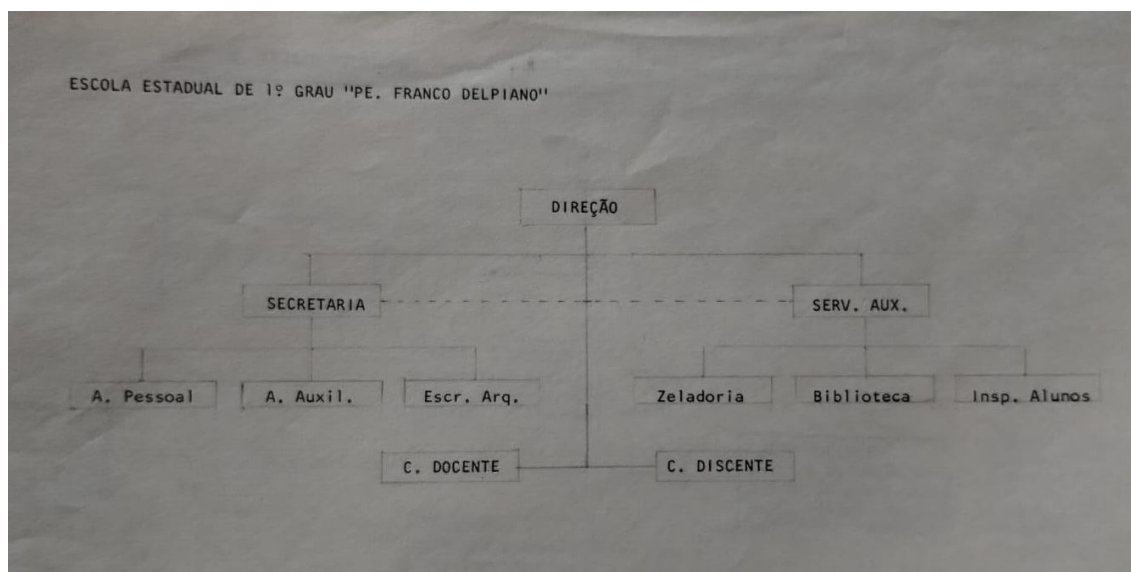 ESCOLA ESTADUAL DE 1º GRAU "PE. FRANCO DELPIANO"
DIREÇÃO
SECRETARIA
SERV. AUX.
A. Pessoal
A. Auxil.
Escr. Arq.
Zeladoria
Biblioteca
Insp. Alunos
C. DOCENTE
C. DISCENTE